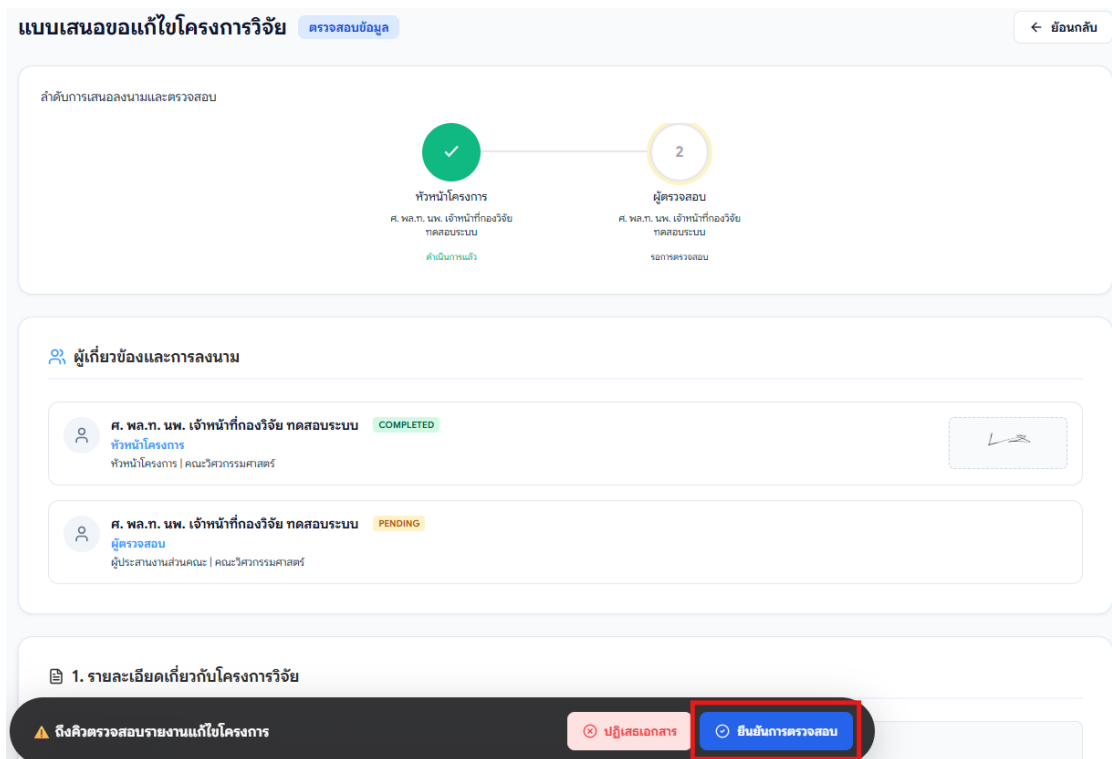 แบบเสนอขอแก้ไขโครงการวิจัย ตรวจสอบข้อมูล
← ย้อนกลับ
ลำดับการเสนอลงนามและตรวจสอบ
2
หัวหน้าโครงการ
ศ. พล.ท. นพ. เจ้าหน้าที่กองวิจัย
ทดสอบระบบ
ดำเนินการแล้ว
ผู้ตรวจสอบ
ศ. พล.ท. นพ. เจ้าหน้าที่กองวิจัย
ทดสอบระบบ
รอการตรวจสอบ
ผู้เกี่ยวข้องและการลงนาม
ศ. พล.ท. นพ. เจ้าหน้าที่กองวิจัย ทดสอบระบบ COMPLETED
หัวหน้าโครงการ
หัวหน้าโครงการ | คณะวิศวกรรมศาสตร์
ศ. พล.ท. นพ. เจ้าหน้าที่กองวิจัย ทดสอบระบบ PENDING
ผู้ตรวจสอบ
ผู้ประสานงานส่วนคณะ | คณะวิศวกรรมศาสตร์
1. รายละเอียดเกี่ยวกับโครงการวิจัย
ถึงคิวตรวจสอบรายงานแก้ไขโครงการ
ปฏิเสธเอกสาร
ยืนยันการตรวจสอบ